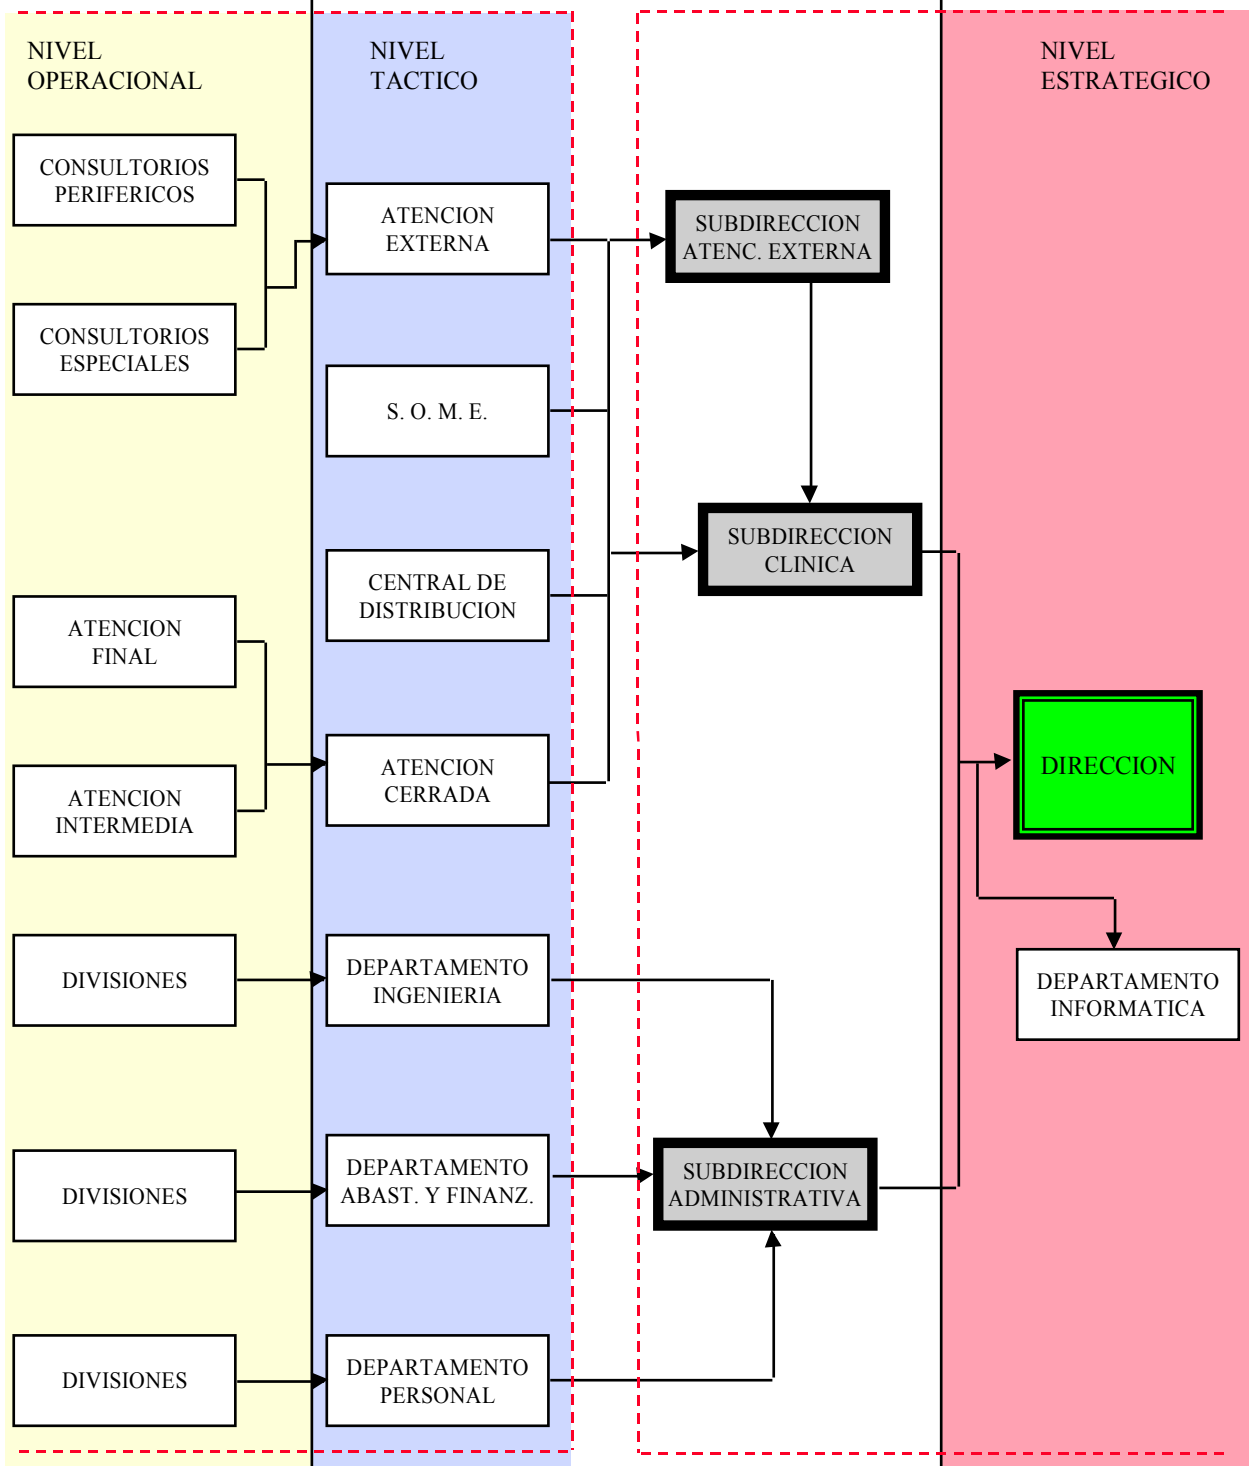 NIVEL
OPERACIONAL
NIVEL
TACTICO
NIVEL
ESTRATEGICO
CONSULTORIOS
PERIFERICOS
ATENCION
EXTERNA
SUBDIRECCION
ATENC. EXTERNA
CONSULTORIOS
ESPECIALES
S. O. M. E.
SUBDIRECCION
CLINICA
CENTRAL DE
DISTRIBUCION
ATENCION
FINAL
ATENCION
CERRADA
DIRECCION
ATENCION
INTERMEDIA
DIVISIONES
DEPARTAMENTO
INGENIERIA
DEPARTAMENTO
INFORMATICA
DIVISIONES
DEPARTAMENTO
ABAST. Y FINANZ.
SUBDIRECCION
ADMINISTRATIVA
DIVISIONES
DEPARTAMENTO
PERSONAL